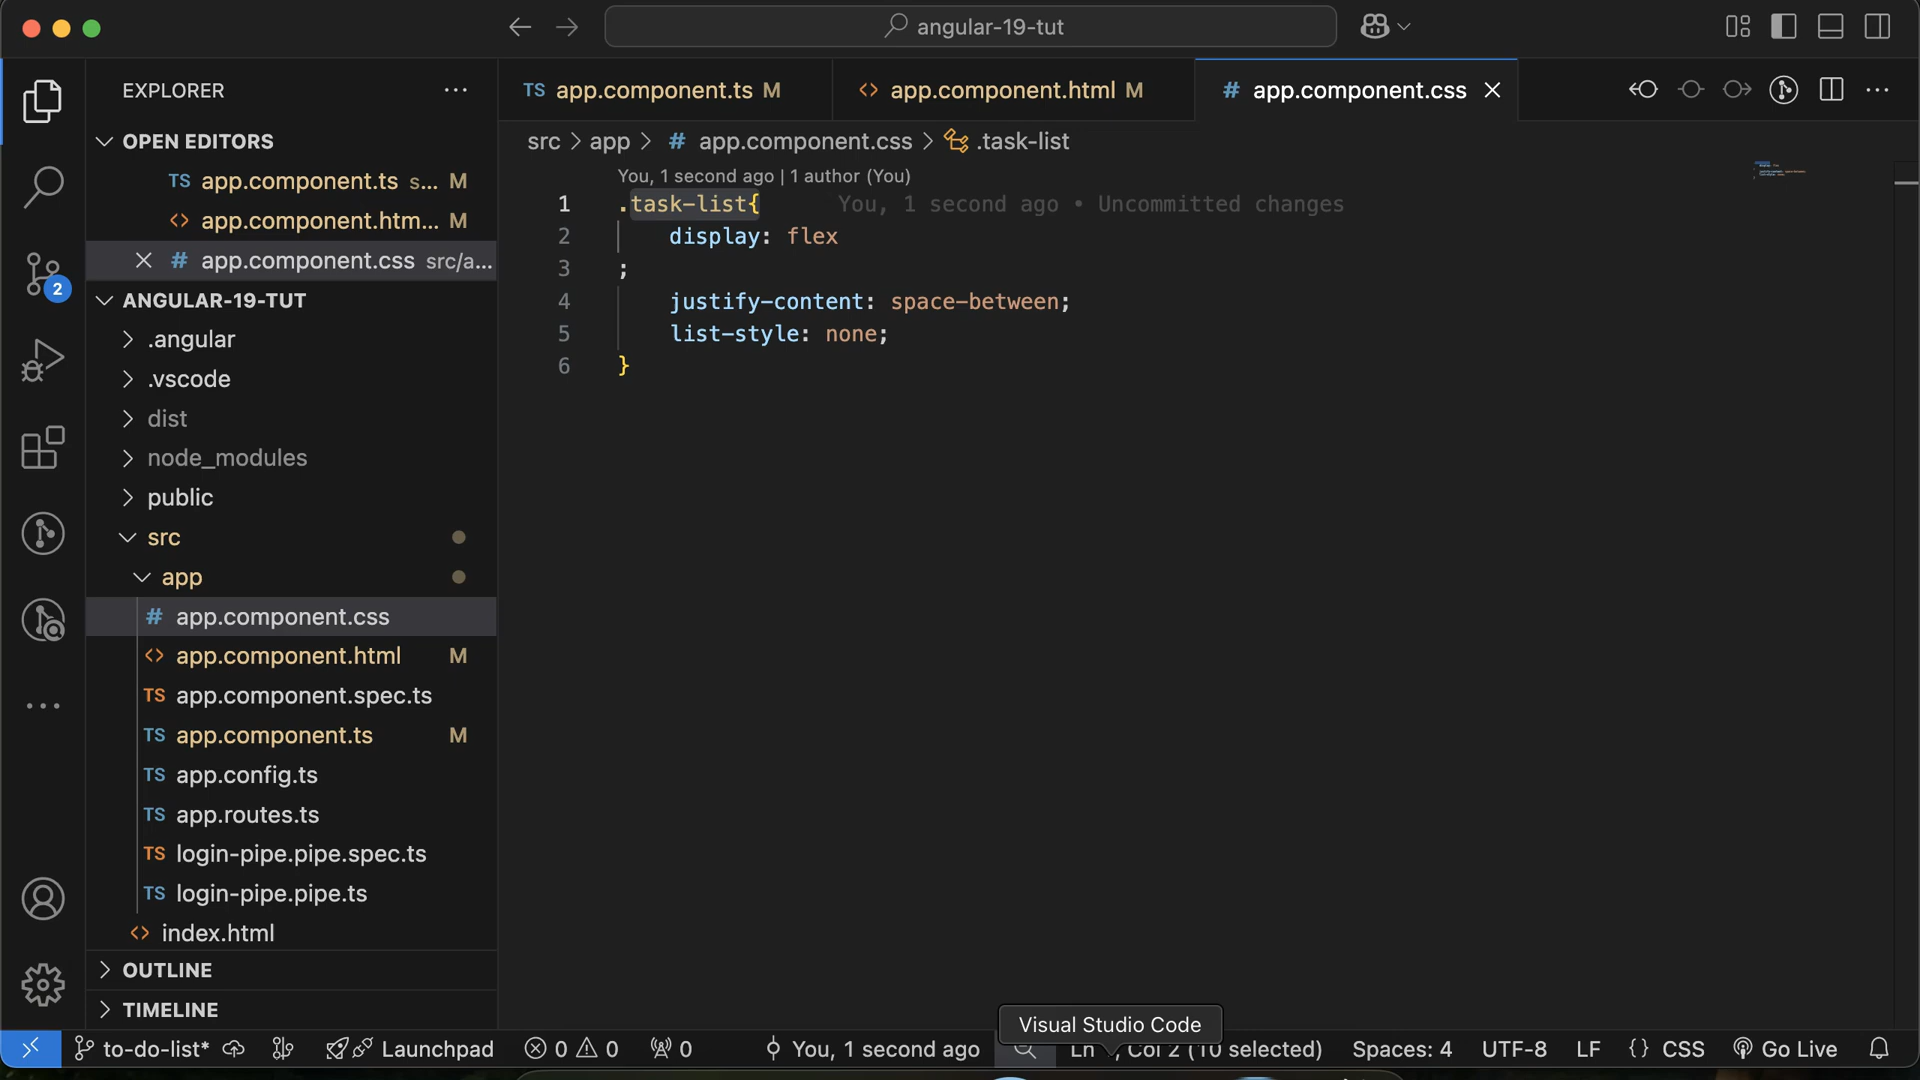 angular-19-tut
EXPLORER
TS app.component.ts M
<> app.component.html M
# app.component.css
OPEN EDITORS
src > app > # app.component.css > .task-list
TS app.component.ts s... M
<> app.component.htm... M
# app.component.css src/a...
You, 1 second ago | 1 author (You)
1 .task-list{ You, 1 second ago • Uncommitted changes
2 display: flex
3 ;
4 justify-content: space-between;
5 list-style: none;
6 }
2
ANGULAR-19-TUT
.angular
.vscode
dist
node_modules
public
src
app
# app.component.css
<> app.component.html M
TS app.component.spec.ts
TS app.component.ts M
TS app.config.ts
TS app.routes.ts
TS login-pipe.pipe.spec.ts
TS login-pipe.pipe.ts
<> index.html
OUTLINE
TIMELINE
Visual Studio Code
to-do-list* Launchpad 0 0 0 You, 1 second ago Ln , Col 2 (10 selected) Spaces: 4 UTF-8 LF {} CSS Go Live